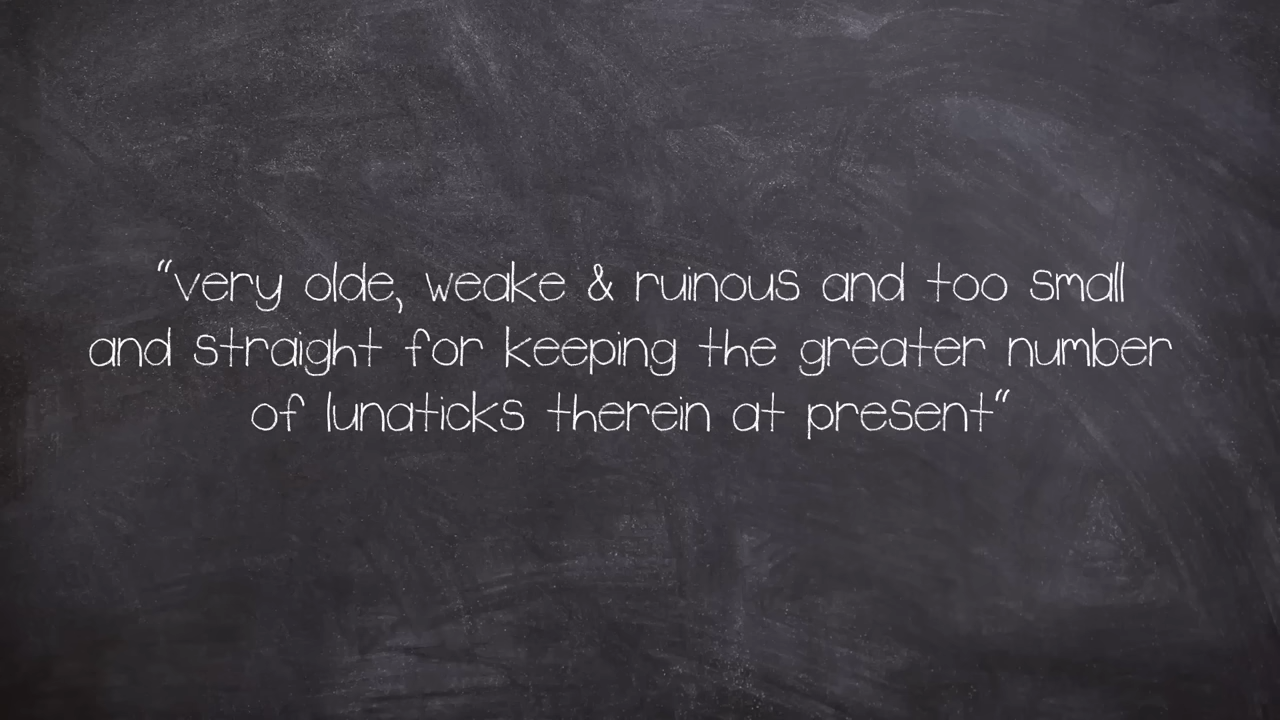 “very olde, weake & ruinous and too small
and straight for keeping the greater number
of lunaticks therein at present“